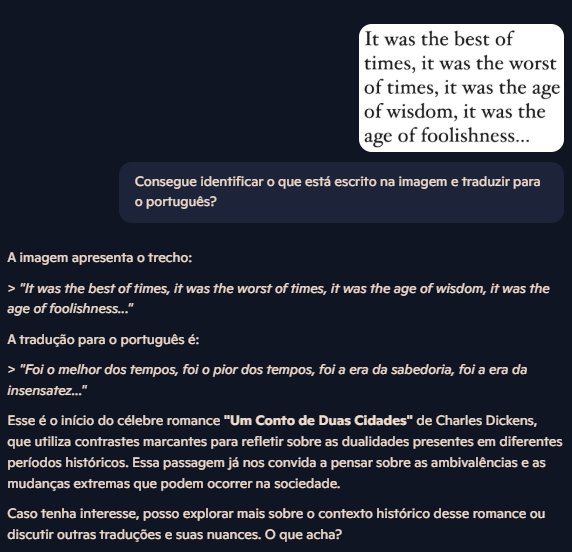 It was the best of
times, it was the worst
of times, it was the age
of wisdom, it was the
age of foolishness...
Consegue identificar o que está escrito na imagem e traduzir para
o português?
A imagem apresenta o trecho:
> "It was the best of times, it was the worst of times, it was the age of wisdom, it was the
age of foolishness..."
A tradução para o português é:
> "Foi o melhor dos tempos, foi o pior dos tempos, foi a era da sabedoria, foi a era da
insensatez..."
Esse é o início do célebre romance "Um Conto de Duas Cidades" de Charles Dickens,
que utiliza contrastes marcantes para refletir sobre as dualidades presentes em diferentes
períodos históricos. Essa passagem já nos convida a pensar sobre as ambivalências e as
mudanças extremas que podem ocorrer na sociedade.
Caso tenha interesse, posso explorar mais sobre o contexto histórico desse romance ou
discutir outras traduções e suas nuances. O que acha?